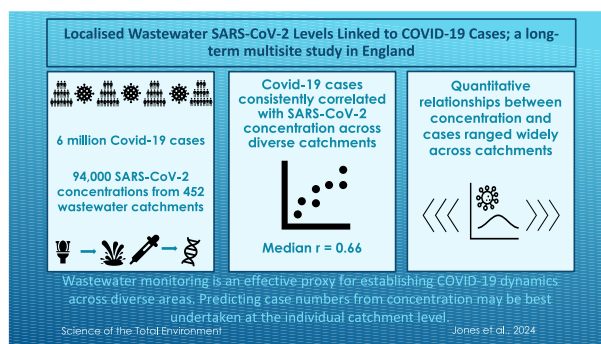 Localised Wastewater SARS-CoV-2 Levels Linked to COVID-19 Cases; a long-
term multisite study in England
6 million Covid-19 cases
94,000 SARS-CoV-2
concentrations from 452
wastewater catchments
Covid-19 cases
consistently correlated
with SARS-CoV-2
concentration across
diverse catchments
Median r = 0.66
Quantitative
relationships between
concentration and
cases ranged widely
across catchments
Wastewater monitoring is an effective proxy for establishing COVID-19 dynamics
across diverse areas. Predicting case numbers from concentration may be best
undertaken at the individual catchment level.
Science of the Total Environment
Jones et al., 2024